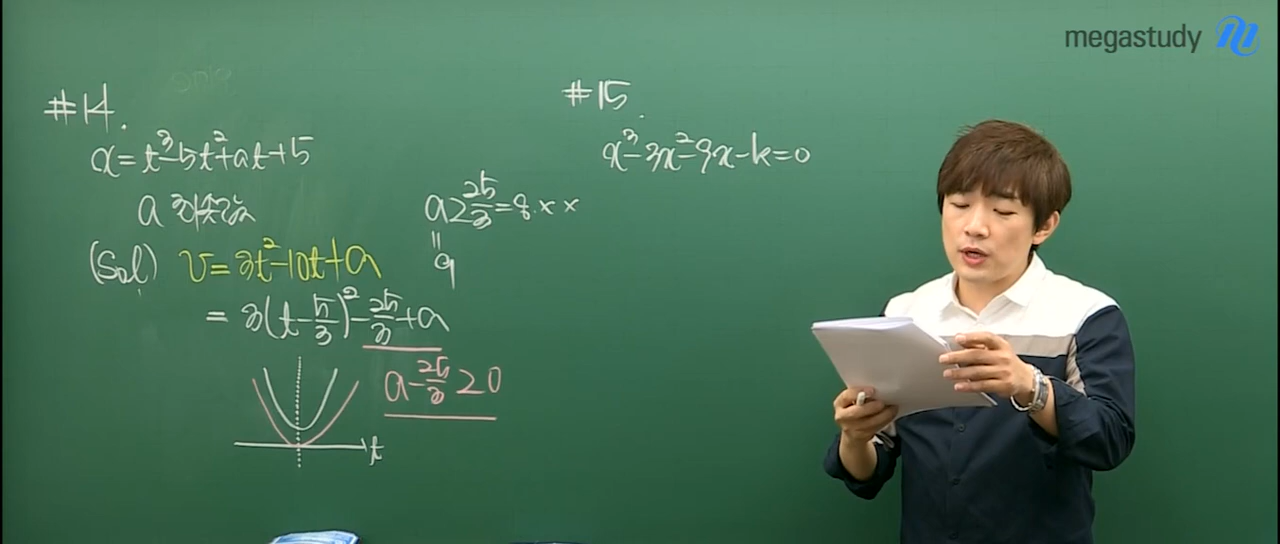 megastudy
#14.
x=t³-5t²+at+15
a 최솟값
(Sol) v=3t²-10t+a
=3(t-5/3)²-25/3+a
a-25/3≥0
t
a≥25/3=8.××
=
9
#15.
x³-3x²-9x-k=0